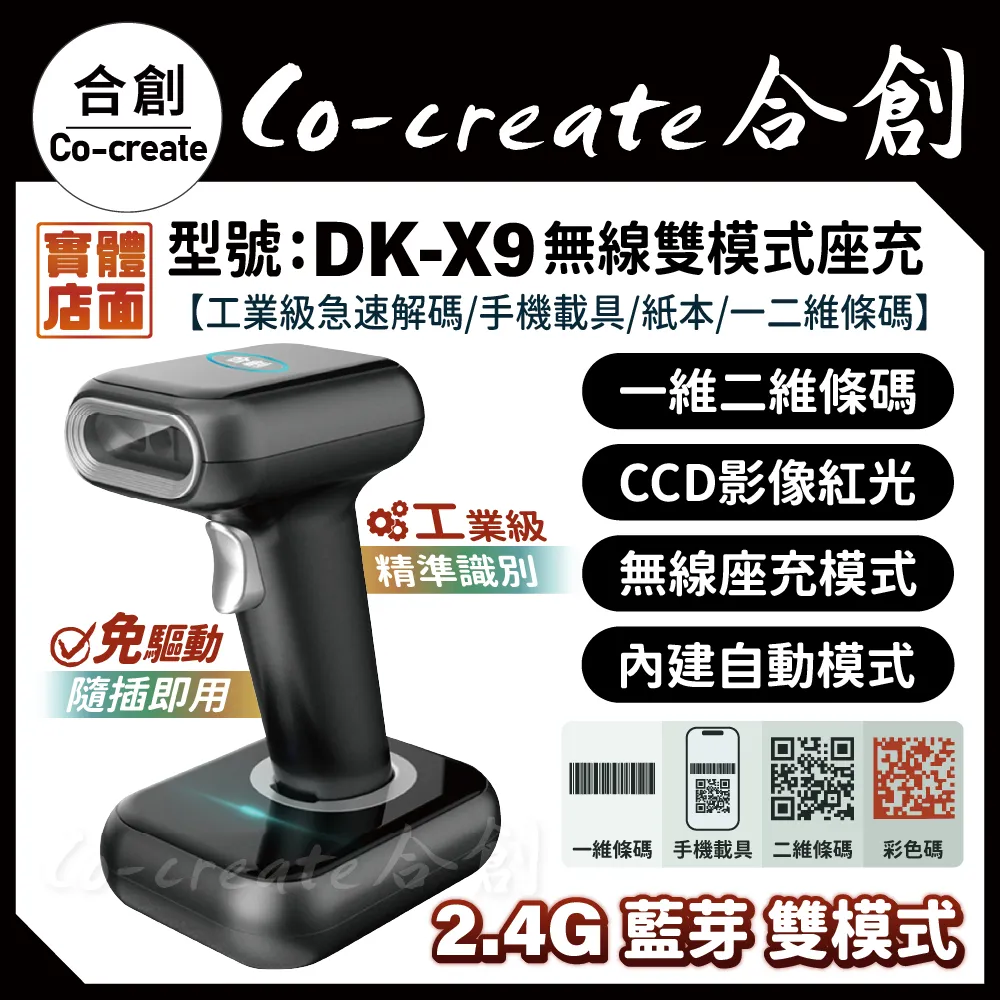 合創
Co-create
Co-create合創
實體
店面
型號：DK-X9無線雙模式座充
【工業級急速解碼/手機載具/紙本/一二維條碼】
合創
一維二維條碼
CCD影像紅光
工業級
精準識別
無線座充模式
免驅動
隨插即用
內建自動模式
一維條碼
手機載具
二維條碼
彩色碼
Co-create合創
2.4G 藍芽 雙模式